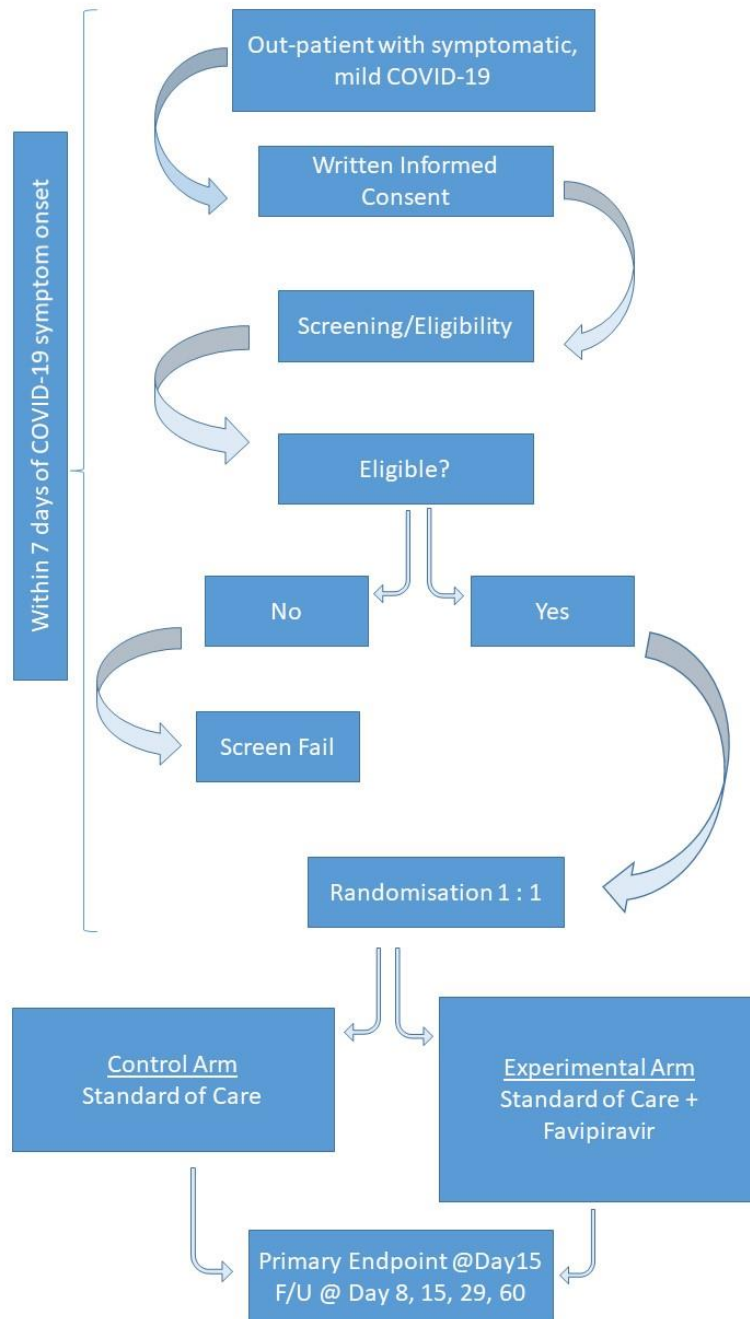 Out-patient with symptomatic,
mild COVID-19
Within 7 days of COVID-19 symptom onset
Written Informed
Consent
Screening/Eligibility
Eligible?
No
Yes
Screen Fail
Randomisation 1 : 1
Control Arm
Standard of Care
Experimental Arm
Standard of Care +
Favipiravir
Primary Endpoint @Day15
F/U @ Day 8, 15, 29, 60